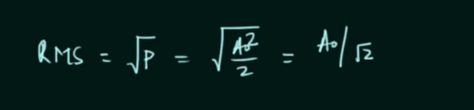 RMS = √P = √(A₀²/2) = A₀/√2